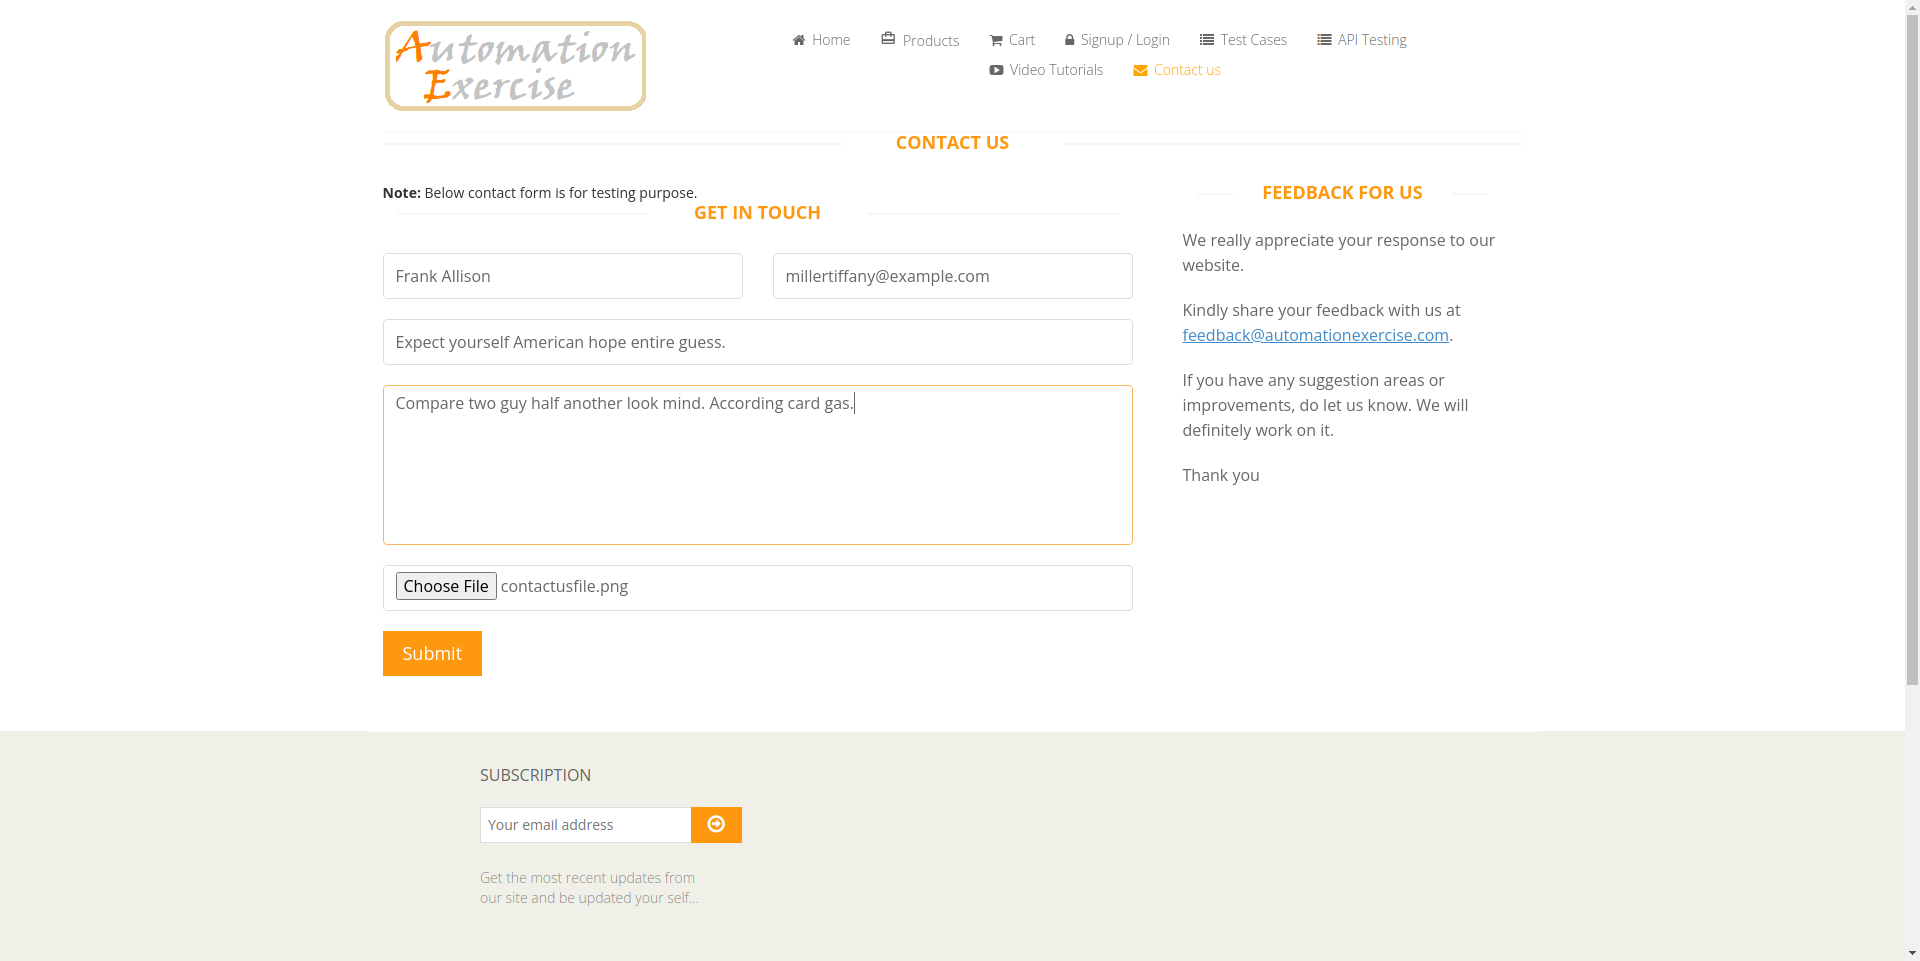 Automation
Exercise
Home
Products
Cart
Signup / Login
Test Cases
API Testing
Video Tutorials
Contact us
CONTACT US
Note: Below contact form is for testing purpose.
GET IN TOUCH
Frank Allison
millertiffany@example.com
Expect yourself American hope entire guess.
Compare two guy half another look mind. According card gas.
Choose File contactusfile.png
Submit
FEEDBACK FOR US
We really appreciate your response to our
website.
Kindly share your feedback with us at
feedback@automationexercise.com.
If you have any suggestion areas or
improvements, do let us know. We will
definitely work on it.
Thank you
SUBSCRIPTION
Your email address
Get the most recent updates from
our site and be updated your self...